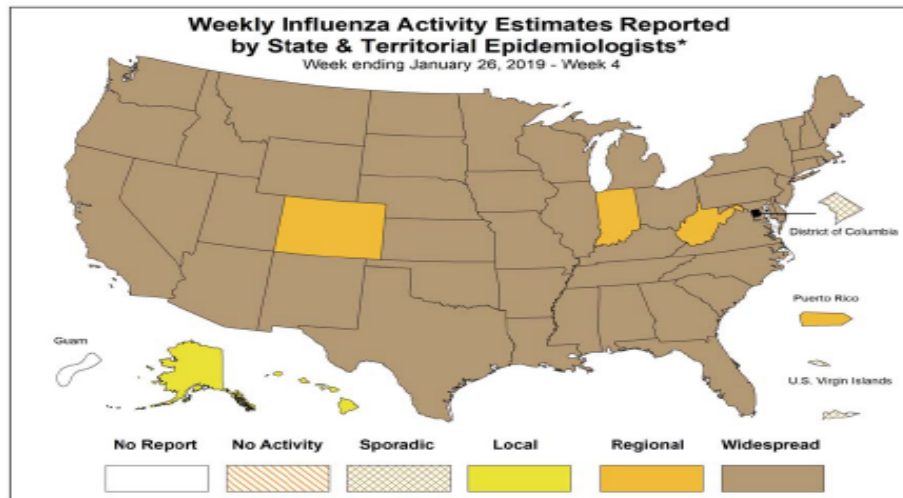 Weekly Influenza Activity Estimates Reported
by State & Territorial Epidemiologists*
Week ending January 26, 2019 - Week 4
District of Columbia
Puerto Rico
Guam
U.S. Virgin Islands
No Report No Activity Sporadic Local Regional Widespread